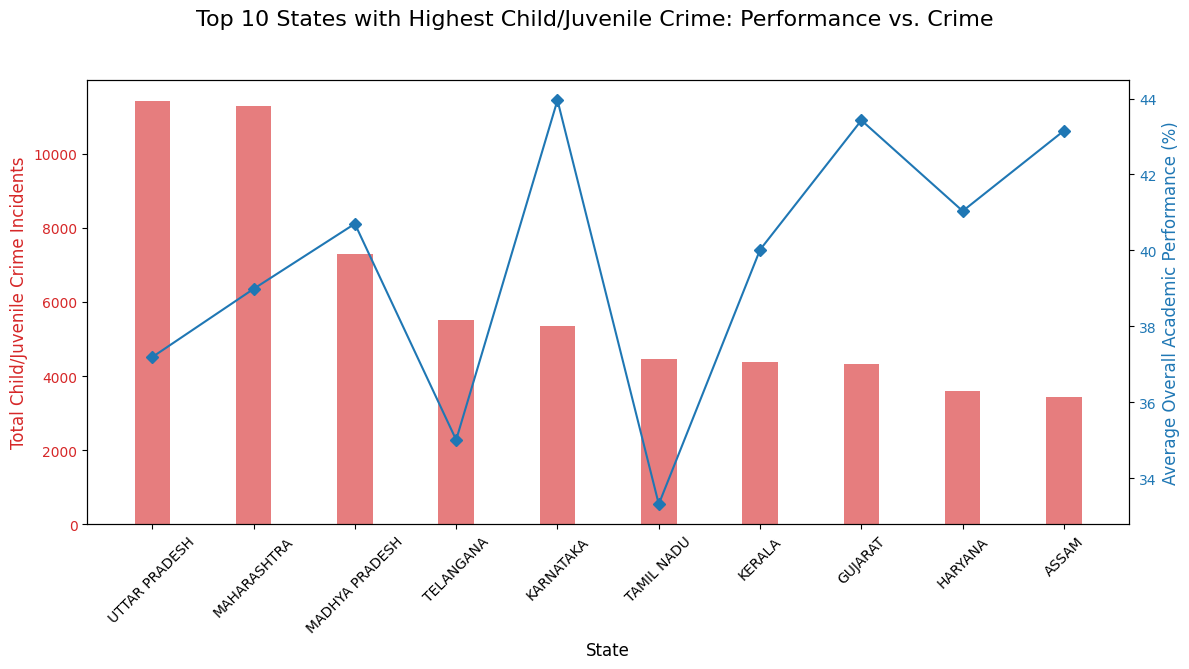 Top 10 States with Highest Child/Juvenile Crime: Performance vs. Crime
Total Child/Juvenile Crime Incidents
10000
8000
6000
4000
2000
0
44
42
40
38
36
34
Average Overall Academic Performance (%)
UTTAR PRADESH
MAHARASHTRA
MADHYA PRADESH
TELANGANA
KARNATAKA
TAMIL NADU
KERALA
GUJARAT
HARYANA
ASSAM
State